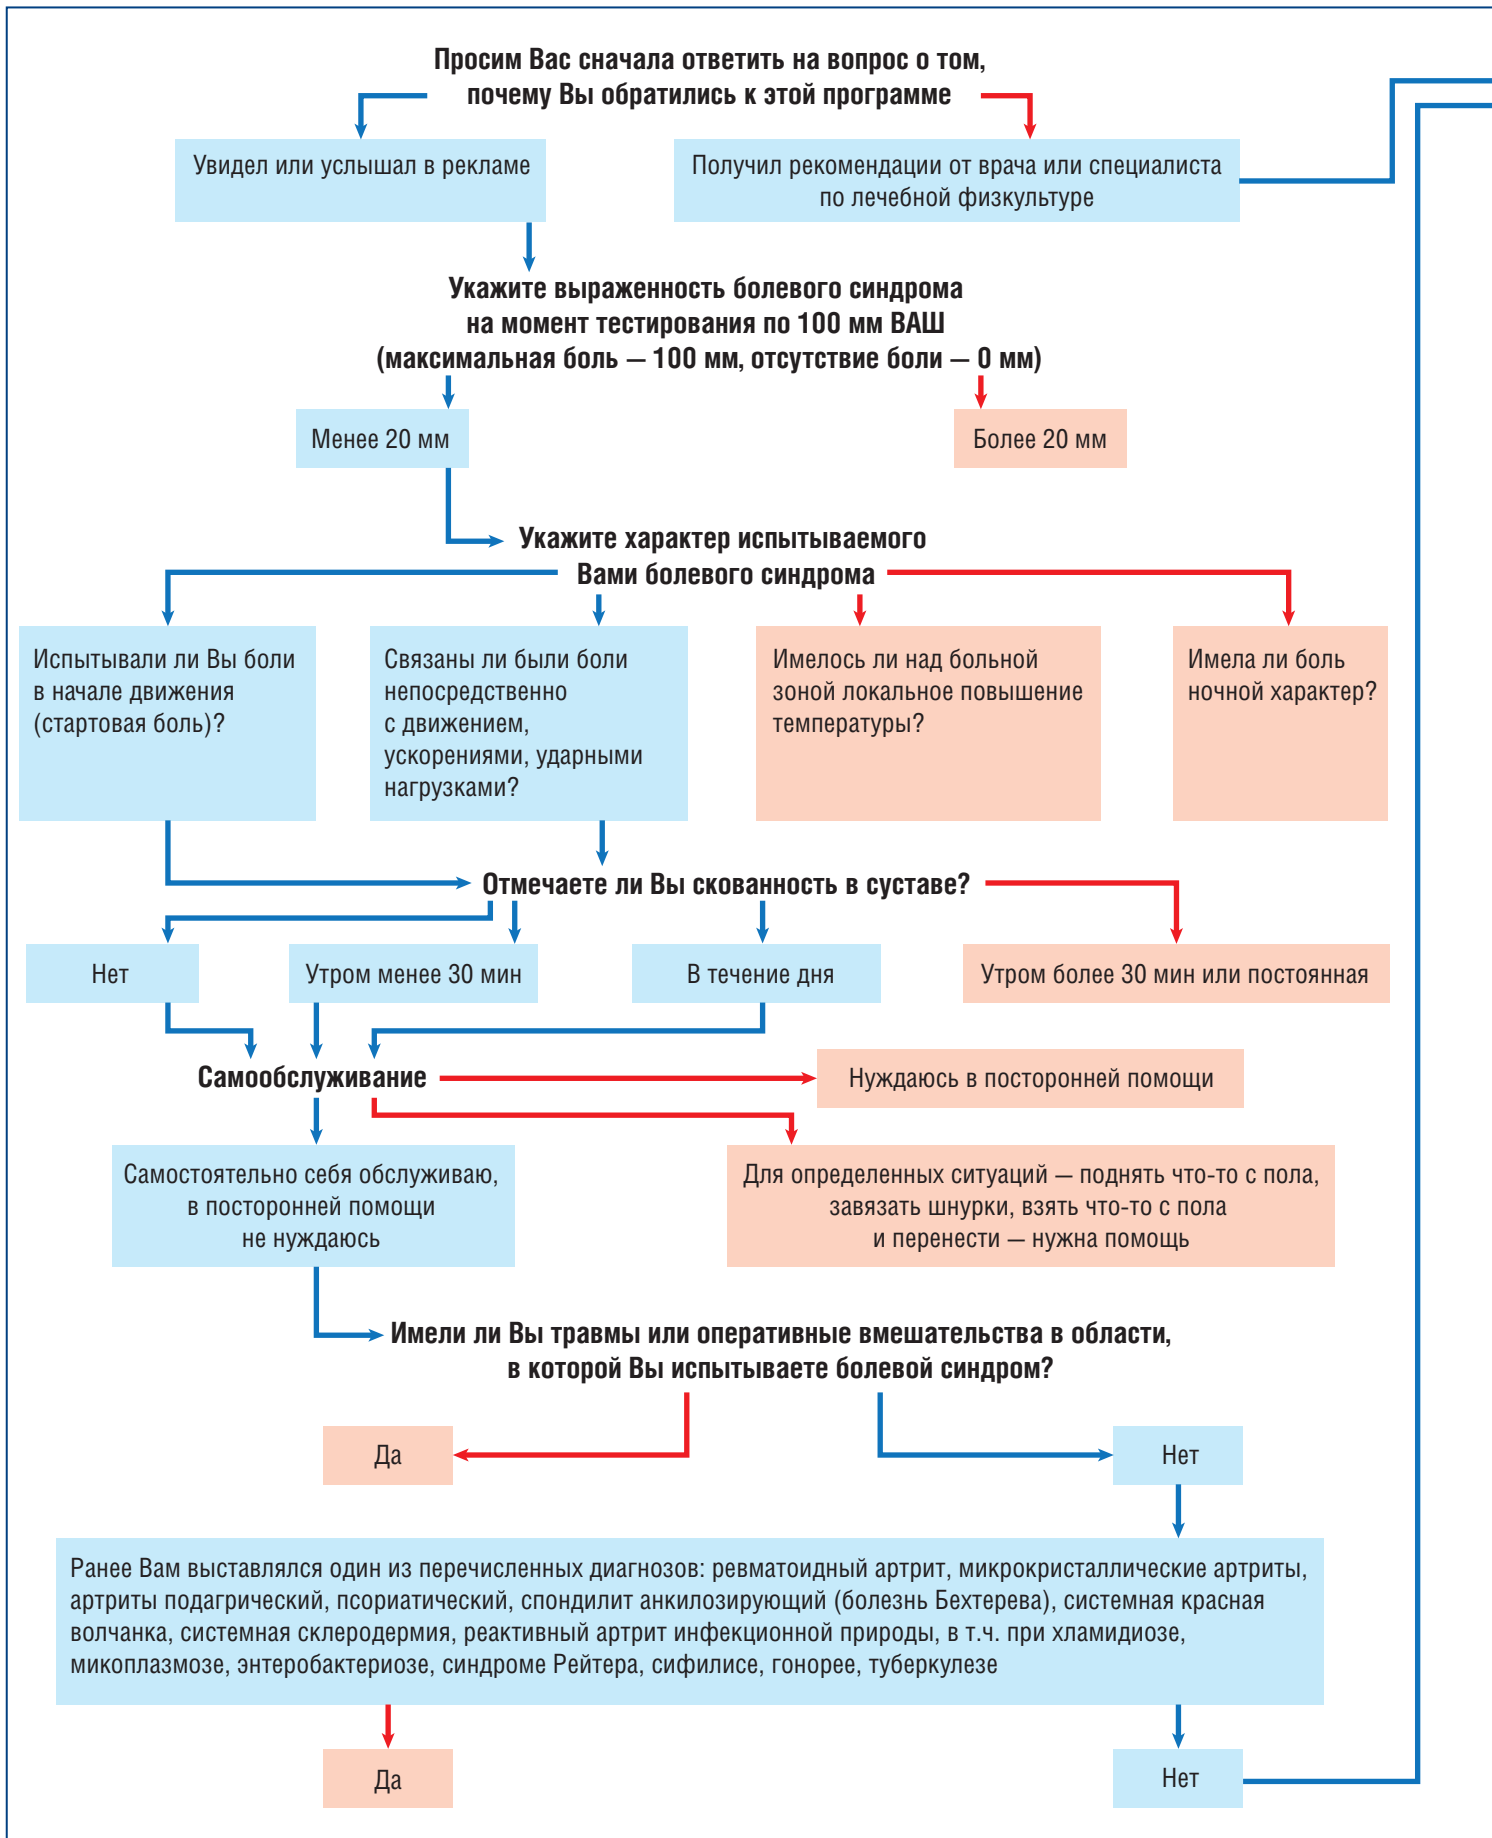 Просим Вас сначала ответить на вопрос о том,
почему Вы обратились к этой программе
Увидел или услышал в рекламе
Получил рекомендации от врача или специалиста
по лечебной физкультуре
Укажите выраженность болевого синдрома
на момент тестирования по 100 мм ВАШ
(максимальная боль — 100 мм, отсутствие боли — 0 мм)
Менее 20 мм
Более 20 мм
Укажите характер испытываемого
Вами болевого синдрома
Испытывали ли Вы боли
в начале движения
(стартовая боль)?
Связаны ли были боли
непосредственно
с движением,
ускорениями, ударными
нагрузками?
Имелось ли над больной
зоной локальное повышение
температуры?
Имела ли боль
ночной характер?
Отмечаете ли Вы скованность в суставе?
Нет
Утром менее 30 мин
В течение дня
Утром более 30 мин или постоянная
Самообслуживание
Нуждаюсь в посторонней помощи
Самостоятельно себя обслуживаю,
в посторонней помощи
не нуждаюсь
Для определенных ситуаций — поднять что-то с пола,
завязать шнурки, взять что-то с пола
и перенести — нужна помощь
Имели ли Вы травмы или оперативные вмешательства в области,
в которой Вы испытываете болевой синдром?
Да
Нет
Ранее Вам выставлялся один из перечисленных диагнозов: ревматоидный артрит, микрокристаллические артриты,
артриты подагрический, псориатический, спондилит анкилозирующий (болезнь Бехтерева), системная красная
волчанка, системная склеродермия, реактивный артрит инфекционной природы, в т.ч. при хламидиозе,
микоплазмозе, энтеробактериозе, синдроме Рейтера, сифилисе, гонорее, туберкулезе
Да
Нет